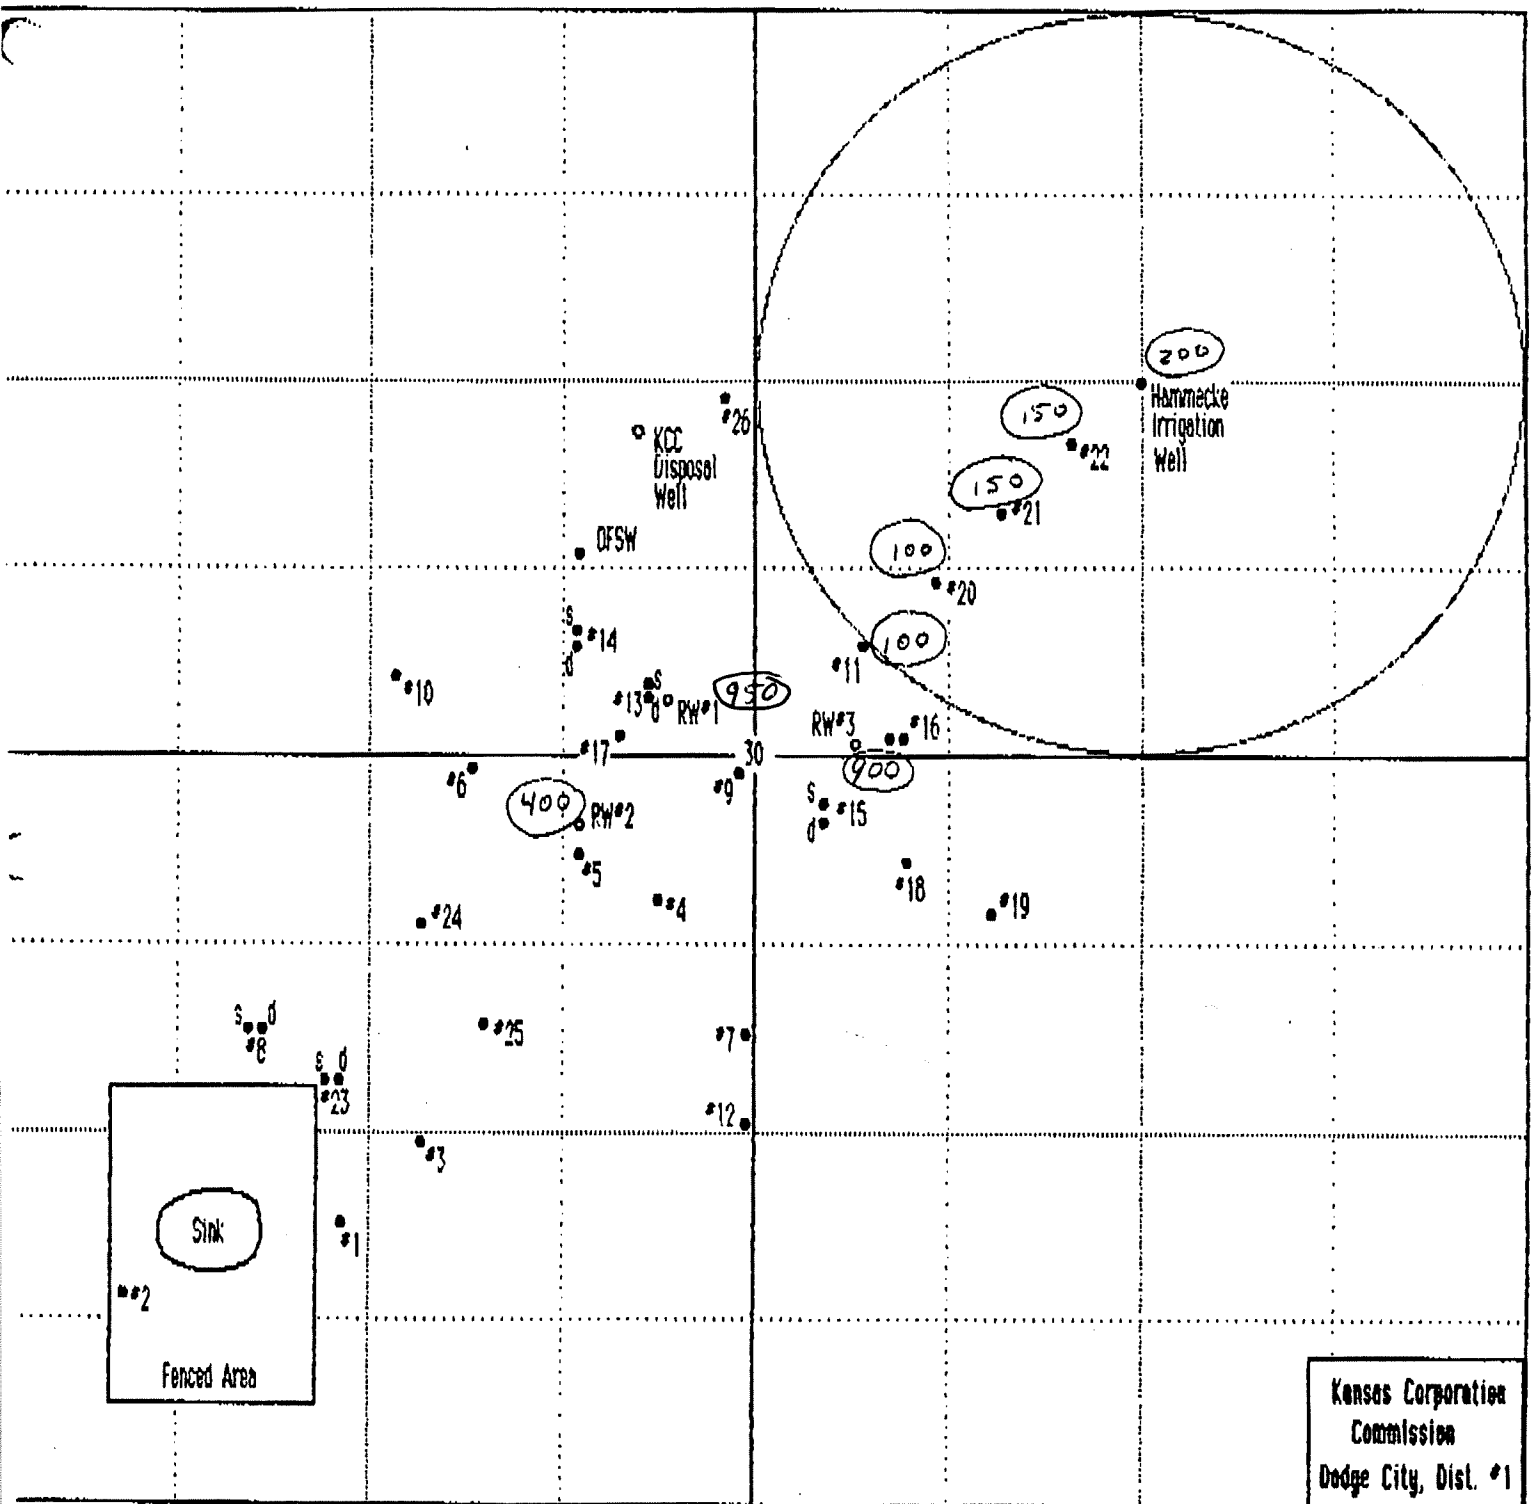 200
Hammecke
Irrigation
Well
150
#22
#26
KCC
Disposal
Well
150
#21
DFSW
100
#20
s
#14
d
100
#11
#10
s
#13
d
RW#1
950
RW#3
#16
#17
30
900
#6
#9
400
RW#2
s
#15
d
#5
#18
#4
#19
#24
s d
#8
#25
#7
s d
#23
#12
#3
Sink
#1
#2
Fenced Area
Kansas Corporation
Commission
Dodge City, Dist. #1